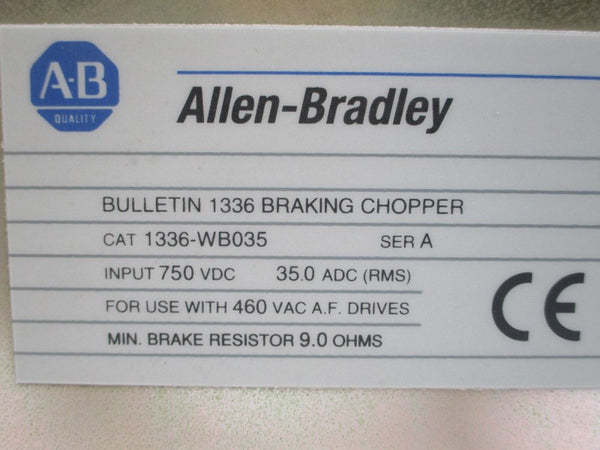 A-B
QUALITY
Allen-Bradley
BULLETIN 1336 BRAKING CHOPPER
CAT 1336-WB035 SER A
INPUT 750 VDC 35.0 ADC (RMS)
FOR USE WITH 460 VAC A.F. DRIVES
MIN. BRAKE RESISTOR 9.0 OHMS
CE